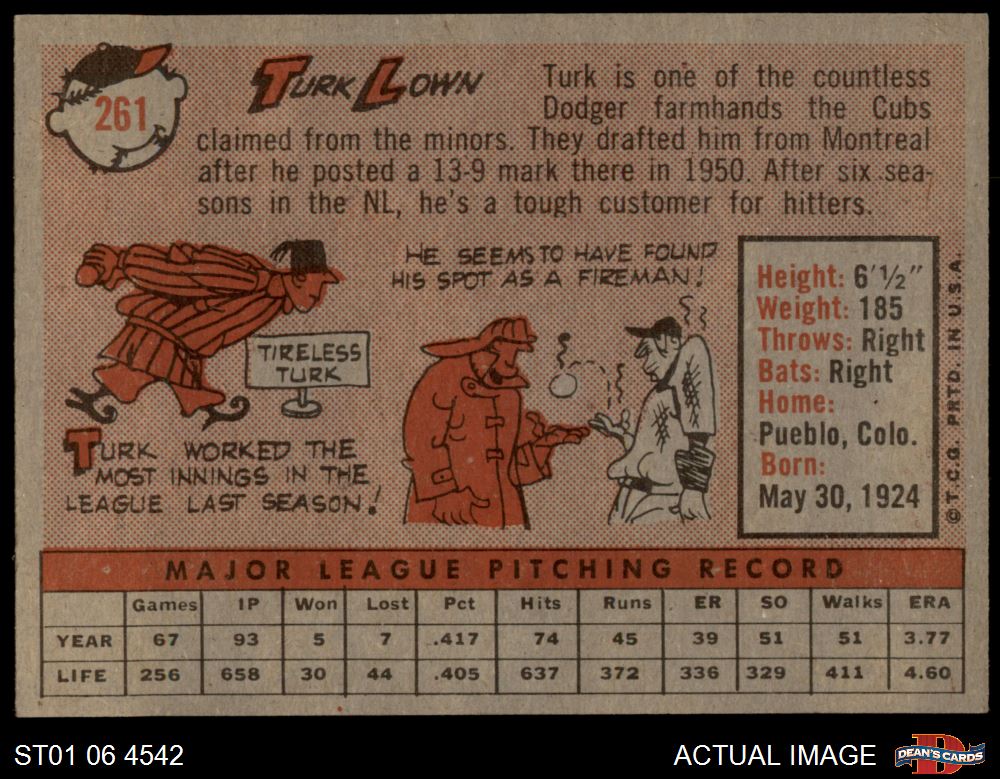 261
TURK LOWN
Turk is one of the countless
Dodger farmhands the Cubs
claimed from the minors. They drafted him from Montreal
after he posted a 13-9 mark there in 1950. After six sea-
sons in the NL, he's a tough customer for hitters.
TIRELESS
TURK
TURK WORKED THE
MOST INNINGS IN THE
LEAGUE LAST SEASON!
HE SEEMS TO HAVE FOUND
HIS SPOT AS A FIREMAN!
Height: 6'½"
Weight: 185
Throws: Right
Bats: Right
Home:
Pueblo, Colo.
Born:
May 30, 1924
© T.C.G. PRTD. IN U.S.A.
MAJOR LEAGUE PITCHING RECORD
Games IP Won Lost Pct Hits Runs ER SO Walks ERA
YEAR 67 93 5 7 .417 74 45 39 51 51 3.77
LIFE 256 658 30 44 .405 637 372 336 329 411 4.60
ST01 06 4542
ACTUAL IMAGE
DEAN'S CARDS